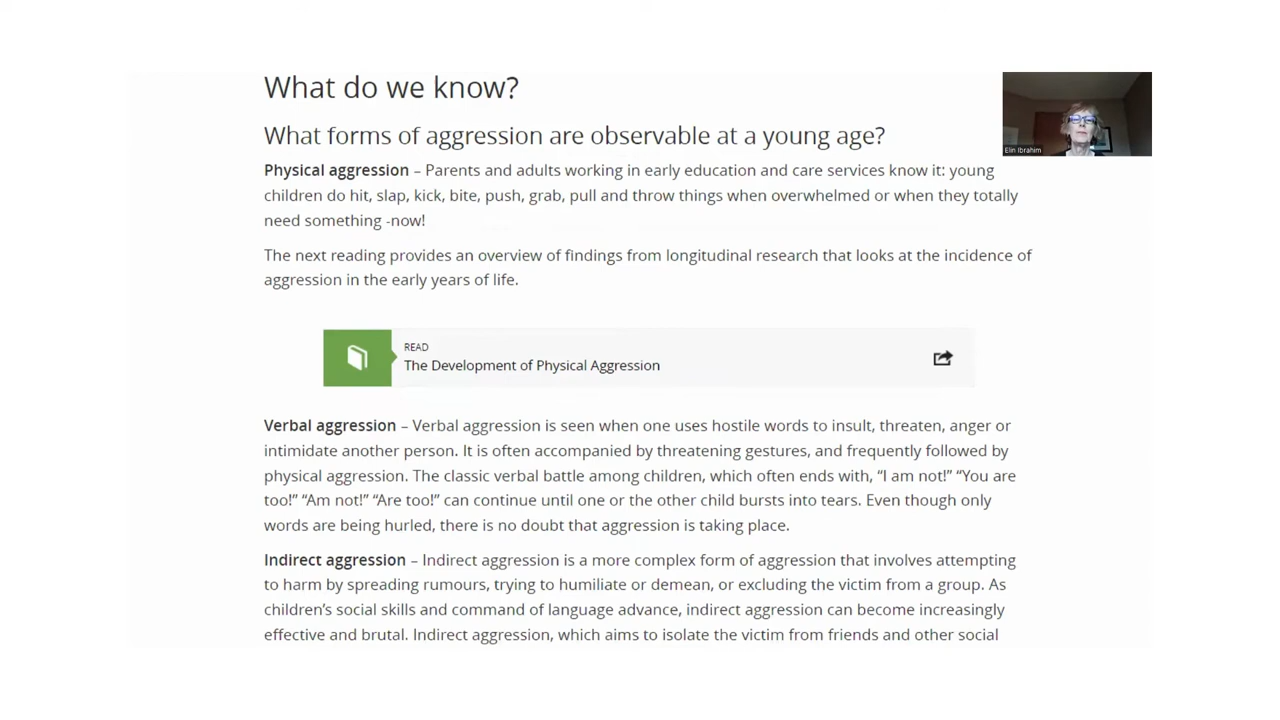 What do we know?
What forms of aggression are observable at a young age?
Elin Ibrahim
Physical aggression – Parents and adults working in early education and care services know it: young
children do hit, slap, kick, bite, push, grab, pull and throw things when overwhelmed or when they totally
need something -now!
The next reading provides an overview of findings from longitudinal research that looks at the incidence of
aggression in the early years of life.
READ
The Development of Physical Aggression
Verbal aggression – Verbal aggression is seen when one uses hostile words to insult, threaten, anger or
intimidate another person. It is often accompanied by threatening gestures, and frequently followed by
physical aggression. The classic verbal battle among children, which often ends with, “I am not!” “You are
too!” “Am not!” “Are too!” can continue until one or the other child bursts into tears. Even though only
words are being hurled, there is no doubt that aggression is taking place.
Indirect aggression – Indirect aggression is a more complex form of aggression that involves attempting
to harm by spreading rumours, trying to humiliate or demean, or excluding the victim from a group. As
children’s social skills and command of language advance, indirect aggression can become increasingly
effective and brutal. Indirect aggression, which aims to isolate the victim from friends and other social